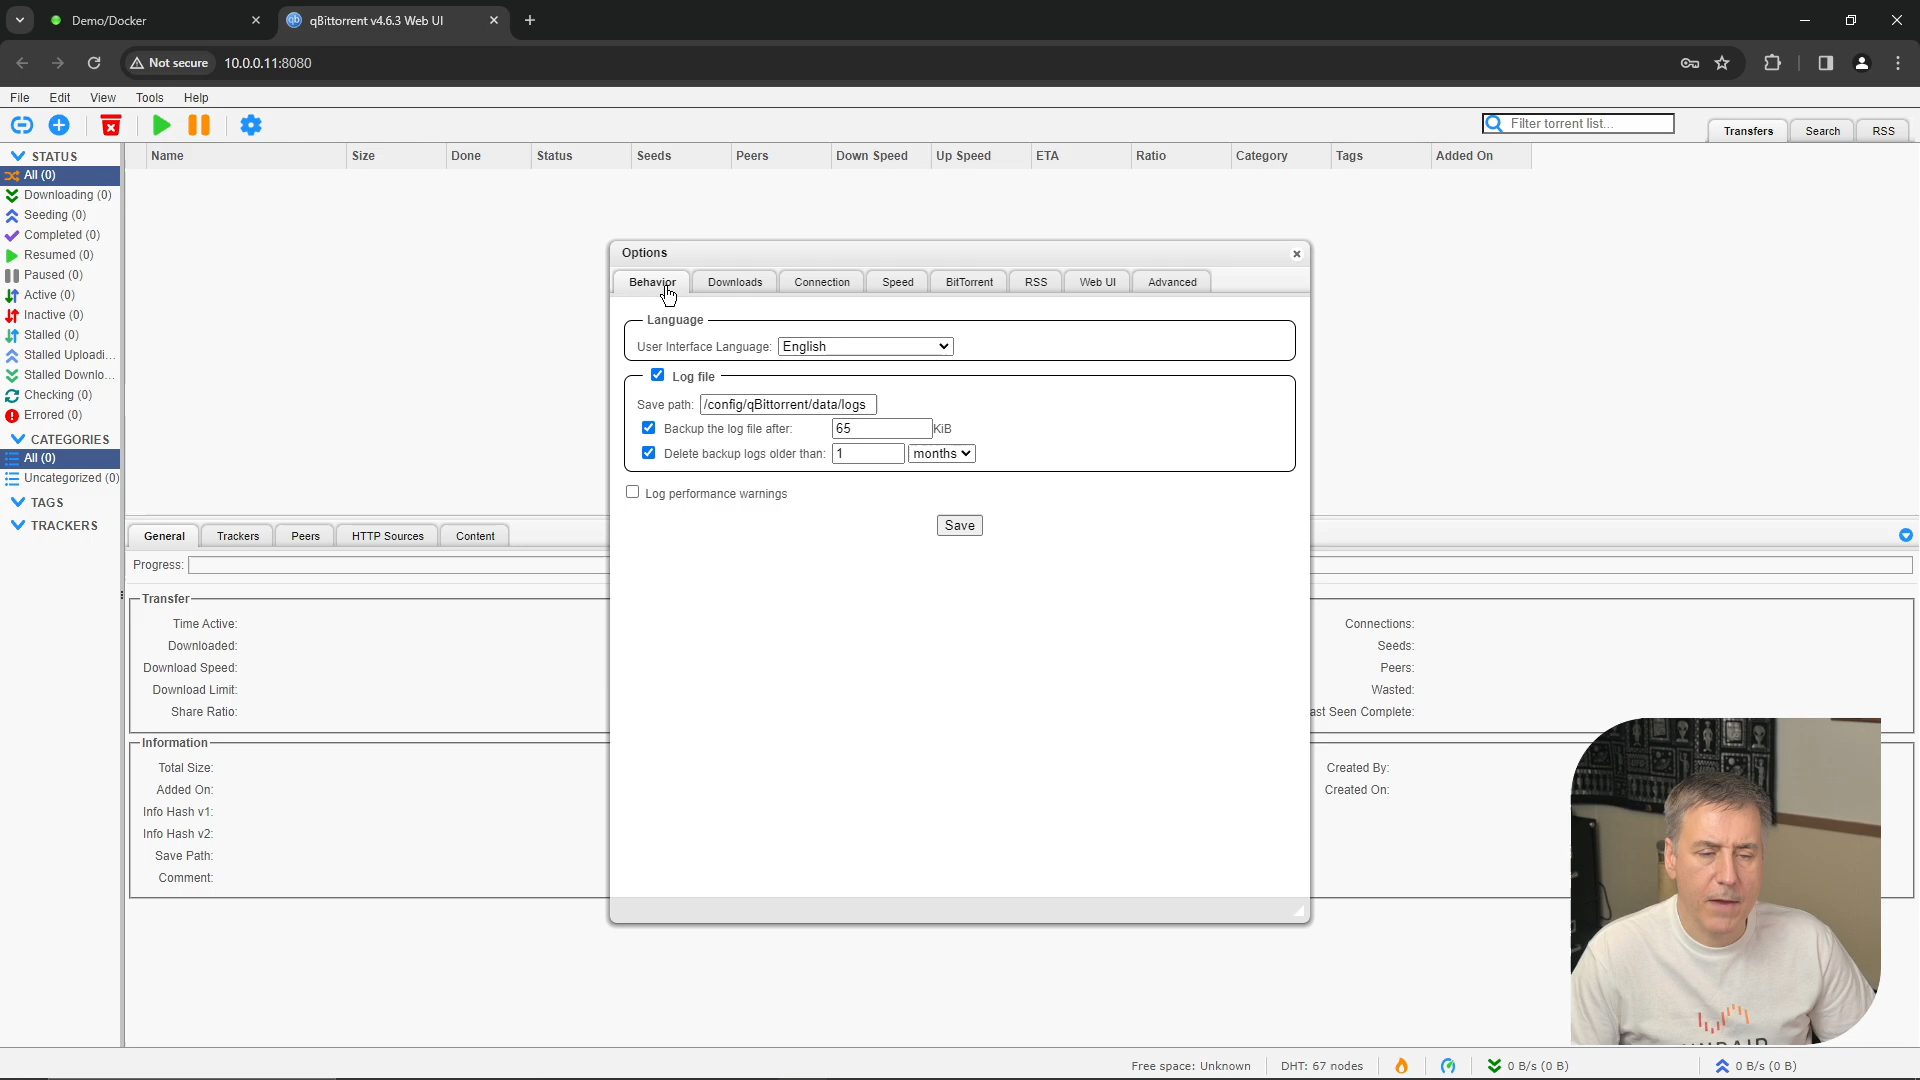 Demo/Docker
qBittorrent v4.6.3 Web UI
Not secure
10.0.0.11:8080
File Edit View Tools Help
Filter torrent list...
Transfers Search RSS
STATUS
All (0)
Downloading (0)
Seeding (0)
Completed (0)
Resumed (0)
Paused (0)
Active (0)
Inactive (0)
Stalled (0)
Stalled Uploadi...
Stalled Downlo...
Checking (0)
Errored (0)
CATEGORIES
All (0)
Uncategorized (0)
TAGS
TRACKERS
Name Size Done Status Seeds Peers Down Speed Up Speed ETA Ratio Category Tags Added On
Options
Behavior Downloads Connection Speed BitTorrent RSS Web UI Advanced
Language
User Interface Language: English
Log file
Save path: /config/qBittorrent/data/logs
Backup the log file after: 65 KiB
Delete backup logs older than: 1 months
Log performance warnings
Save
General Trackers Peers HTTP Sources Content
Progress:
Transfer
Time Active:
Downloaded:
Download Speed:
Download Limit:
Share Ratio:
Connections:
Seeds:
Peers:
Wasted:
ast Seen Complete:
Information
Total Size:
Added On:
Info Hash v1:
Info Hash v2:
Save Path:
Comment:
Created By:
Created On:
Free space: Unknown
DHT: 67 nodes
0 B/s (0 B)
0 B/s (0 B)